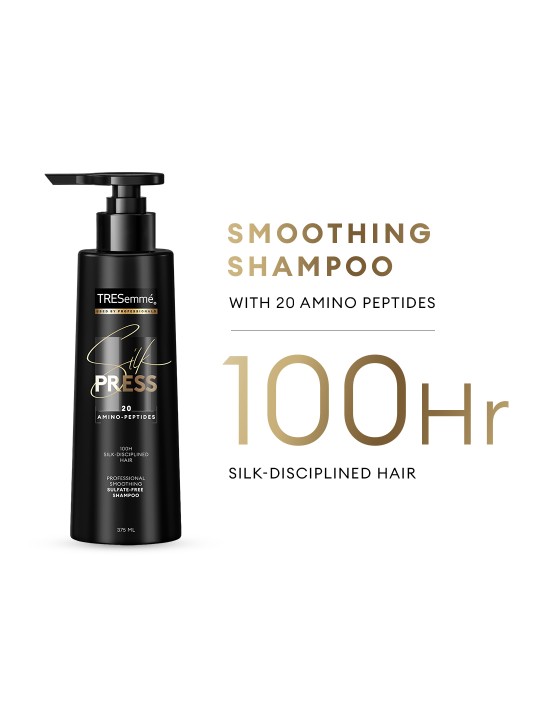 TRESemmé
USED BY PROFESSIONALS
Silk
PRESS
20
AMINO-PEPTIDES
100H
SILK-DISCIPLINED
HAIR
PROFESSIONAL
SMOOTHING
SULFATE-FREE
SHAMPOO
375 ML
SMOOTHING
SHAMPOO
WITH 20 AMINO PEPTIDES
100Hr
SILK-DISCIPLINED HAIR